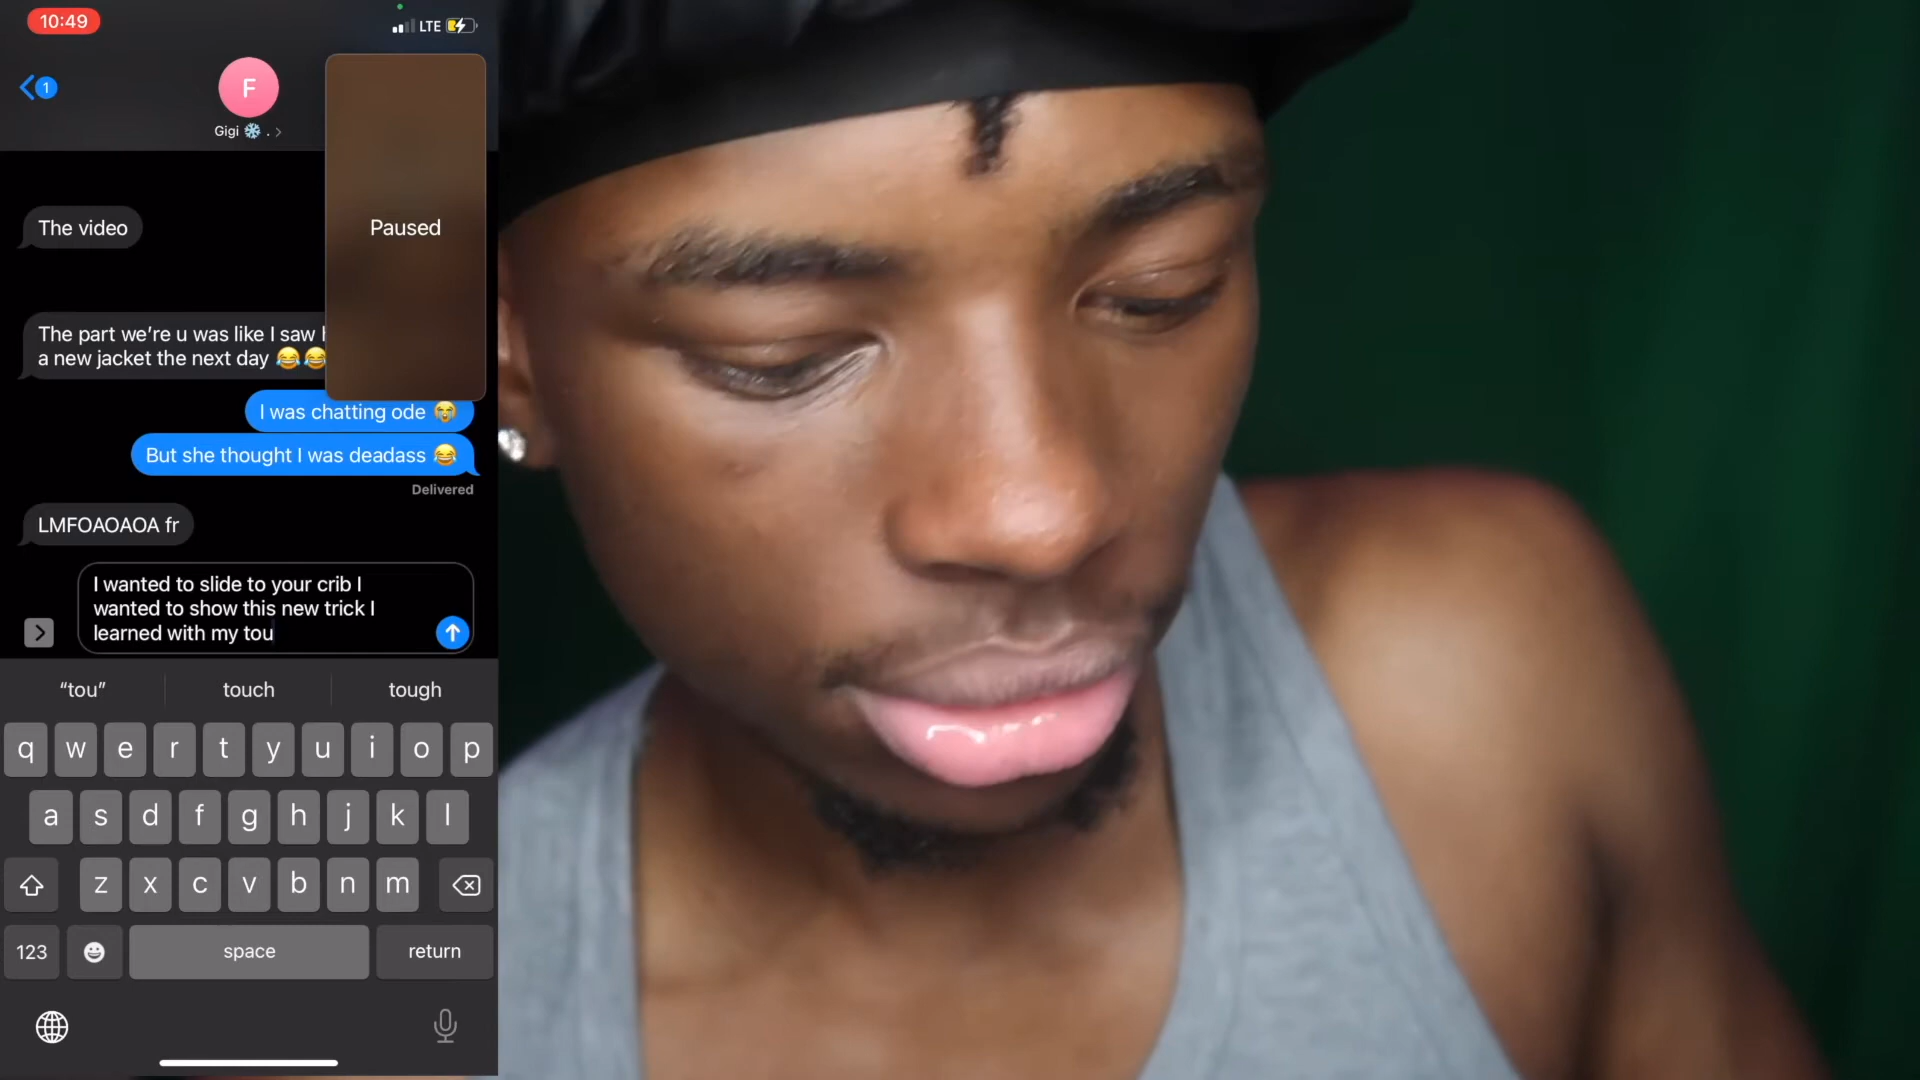 10:49
LTE
1
F
Gigi ❄️ . >
Paused
The video
The part we're u was like I saw
a new jacket the next day 😂😂
I was chatting ode 😭
But she thought I was deadass 😂
Delivered
LMFOAOAOA fr
I wanted to slide to your crib I
wanted to show this new trick I
learned with my tou
“tou” touch tough
q w e r t y u i o p
a s d f g h j k l
z x c v b n m
123 space return